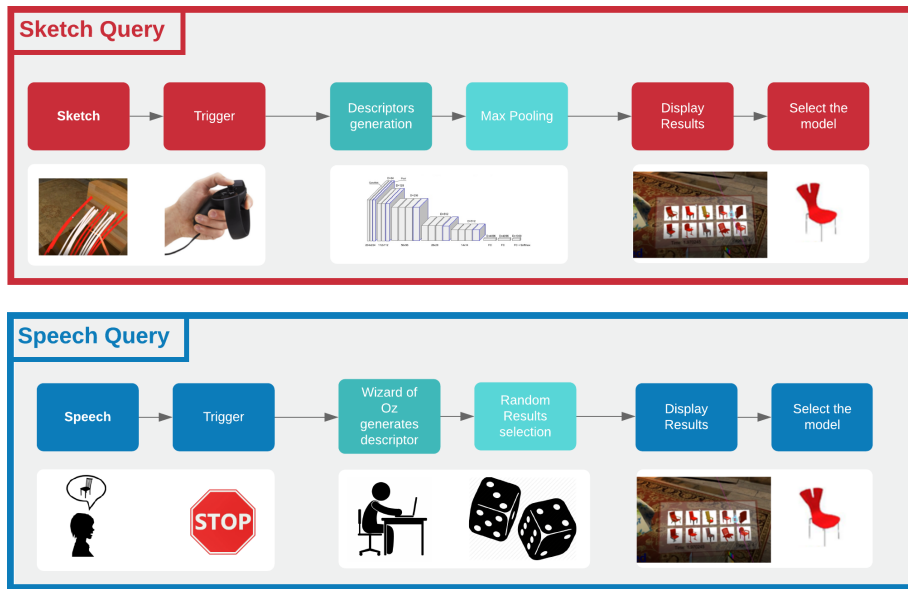 Sketch Query
Sketch
Trigger
Descriptors
generation
Max Pooling
Display
Results
Select the
model
Speech Query
Speech
Trigger
Wizard of
Oz
generates
descriptor
Random
Results
selection
Display
Results
Select the
model
STOP